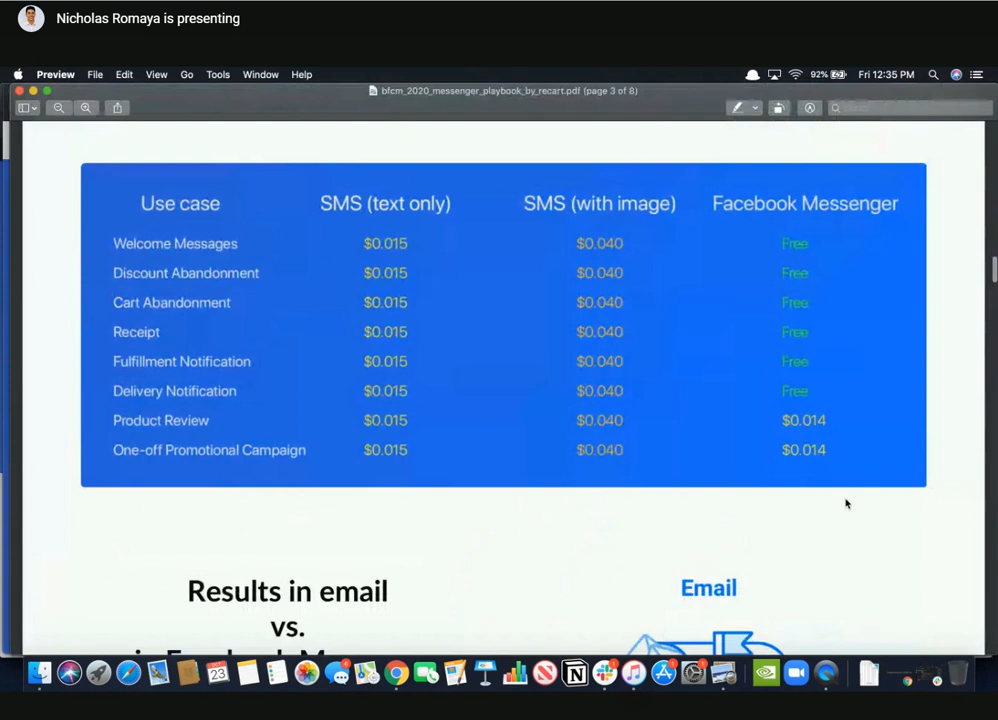 Nicholas Romaya is presenting
Preview File Edit View Go Tools Window Help 92% Fri 12:35 PM
bfcm_2020_messenger_playbook_by_recart.pdf (page 3 of 8)
Search
Use case SMS (text only) SMS (with image) Facebook Messenger
Welcome Messages $0.015 $0.040 Free
Discount Abandonment $0.015 $0.040 Free
Cart Abandonment $0.015 $0.040 Free
Receipt $0.015 $0.040 Free
Fulfillment Notification $0.015 $0.040 Free
Delivery Notification $0.015 $0.040 Free
Product Review $0.015 $0.040 $0.014
One-off Promotional Campaign $0.015 $0.040 $0.014
Results in email Email
vs.
23